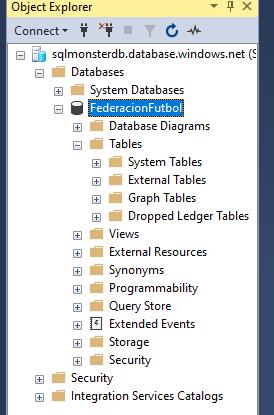 Object Explorer
Connect
sqlmonsterdb.database.windows.net (S
Databases
System Databases
FederacionFutbol
Database Diagrams
Tables
System Tables
External Tables
Graph Tables
Dropped Ledger Tables
Views
External Resources
Synonyms
Programmability
Query Store
Extended Events
Storage
Security
Security
Integration Services Catalogs